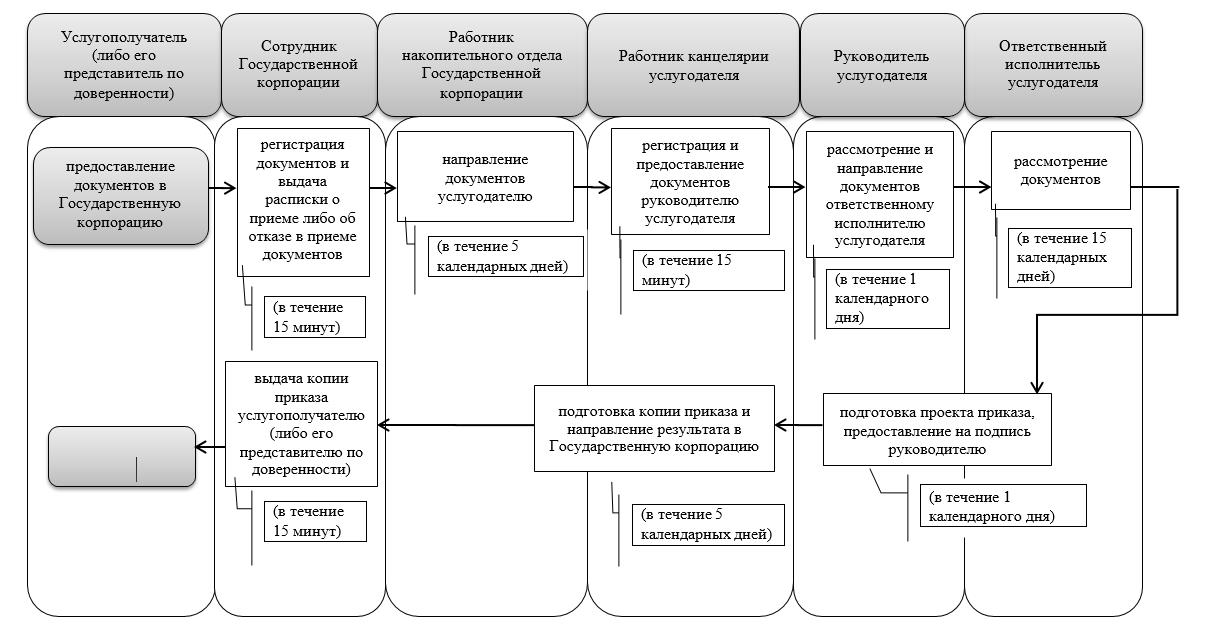 Услугополучатель
(либо его
представитель по
доверенности)
Сотрудник
Государственной
корпорации
Работник
накопительного отдела
Государственной
корпорации
Работник канцелярии
услугодателя
Руководитель
услугодателя
Ответственный
исполнительь
услугодателя
предоставление
документов в
Государственную
корпорацию
регистрация
документов и
выдача
расписки о
приеме либо об
отказе в приеме
документов
(в течение
15 минут)
направление
документов
услугодателю
(в течение 5
календарных дней)
регистрация и
предоставление
документов
руководителю
услугодателя
(в течение 15
минут)
рассмотрение и
направление
документов
ответственному
исполнителю
услугодателя
(в течение 1
календарного
дня)
рассмотрение
документов
(в течение 15
календарных
дней)
подготовка проекта приказа,
предоставление на подпись
руководителю
(в течение 1
календарного дня)
подготовка копии приказа и
направление результата в
Государственную корпорацию
(в течение 5
календарных дней)
выдача копии
приказа
услугополучателю
(либо его
представителю по
доверенности)
(в течение
15 минут)